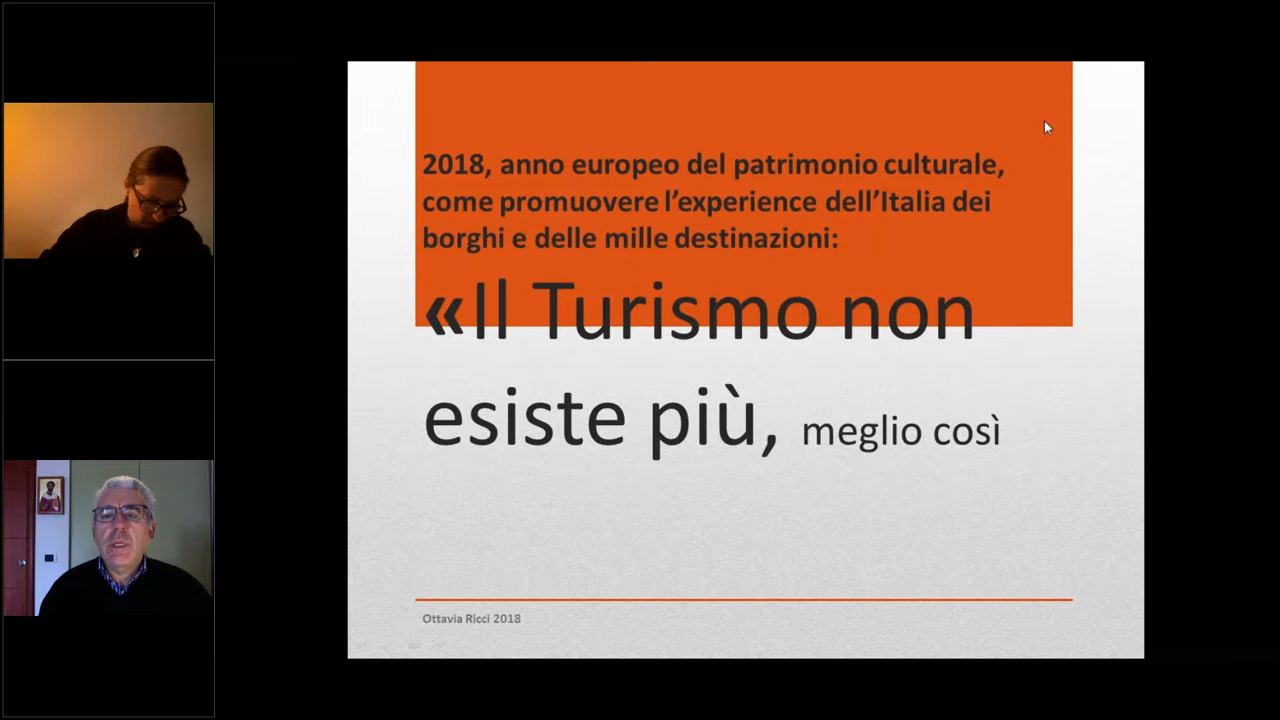 2018, anno europeo del patrimonio culturale,
come promuovere l’experience dell’Italia dei
borghi e delle mille destinazioni:
«Il Turismo non
esiste più, meglio così
Ottavia Ricci 2018